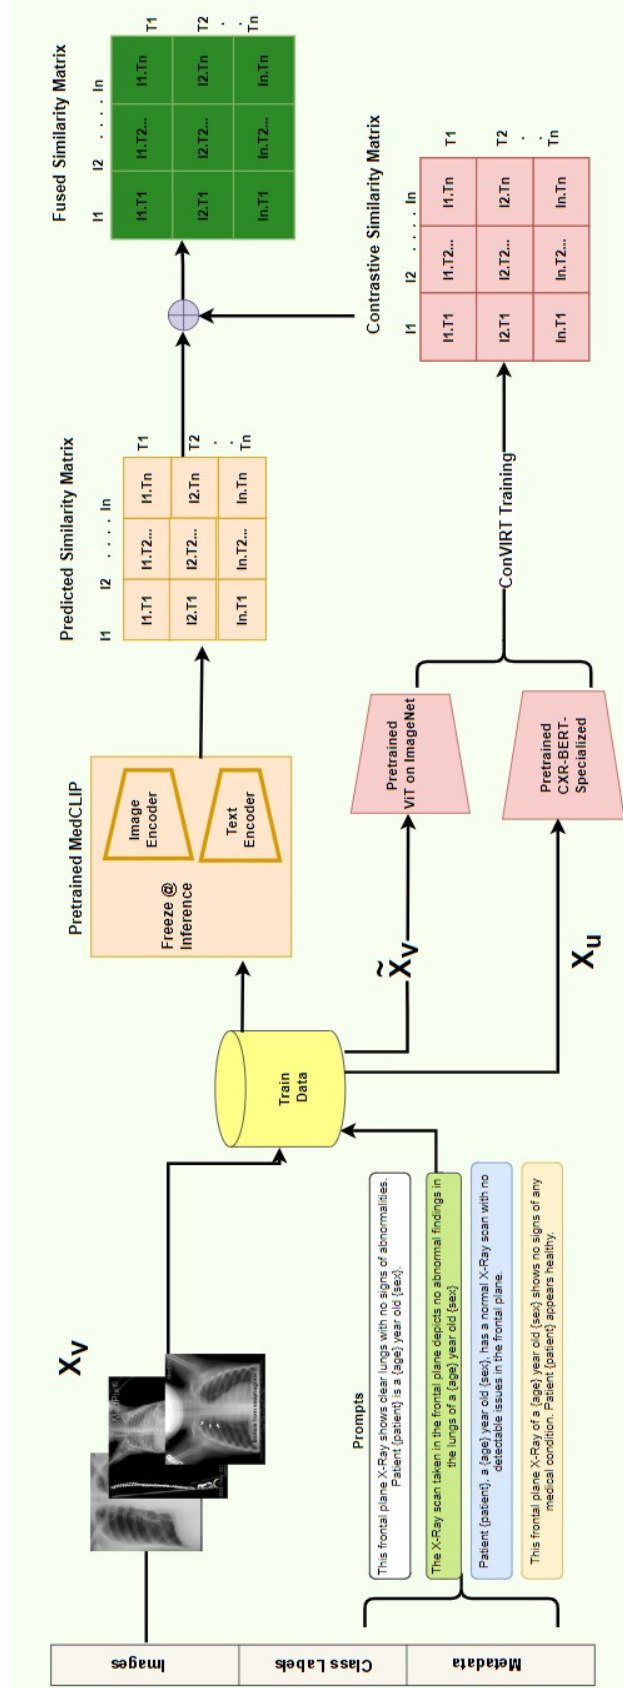 Images
Class Labels
Metadata
Xv
Prompts
This frontal plane X-Ray shows clear lungs with no signs of abnormalities.
Patient {patient} is a {age} year old {sex}.
The X-Ray scan taken in the frontal plane depicts no abnormal findings in
the lungs of a {age} year old {sex}
Patient {patient}, a {age} year old {sex}, has a normal X-Ray scan with no
detectable issues in the frontal plane.
This frontal plane X-Ray of a {age} year old {sex} shows no signs of any
medical condition. Patient {patient} appears healthy.
Train
Data
X̃v
Xu
Pretrained MedCLIP
Freeze @
Inference
Image
Encoder
Text
Encoder
Pretrained
ViT on ImageNet
Pretrained
CXR-BERT-
Specialized
ConVIRT Training
Predicted Similarity Matrix
I1 I2 . . . . In
I1.T1 I1.T2... I1.Tn T1
I2.T1 I2.T2... I2.Tn T2
. .
In.T1 In.T2... In.Tn Tn
Contrastive Similarity Matrix
I1 I2 . . . . In
I1.T1 I1.T2... I1.Tn T1
I2.T1 I2.T2... I2.Tn T2
. .
In.T1 In.T2... In.Tn Tn
Fused Similarity Matrix
I1 I2 . . . . In
I1.T1 I1.T2... I1.Tn T1
I2.T1 I2.T2... I2.Tn T2
. .
In.T1 In.T2... In.Tn Tn